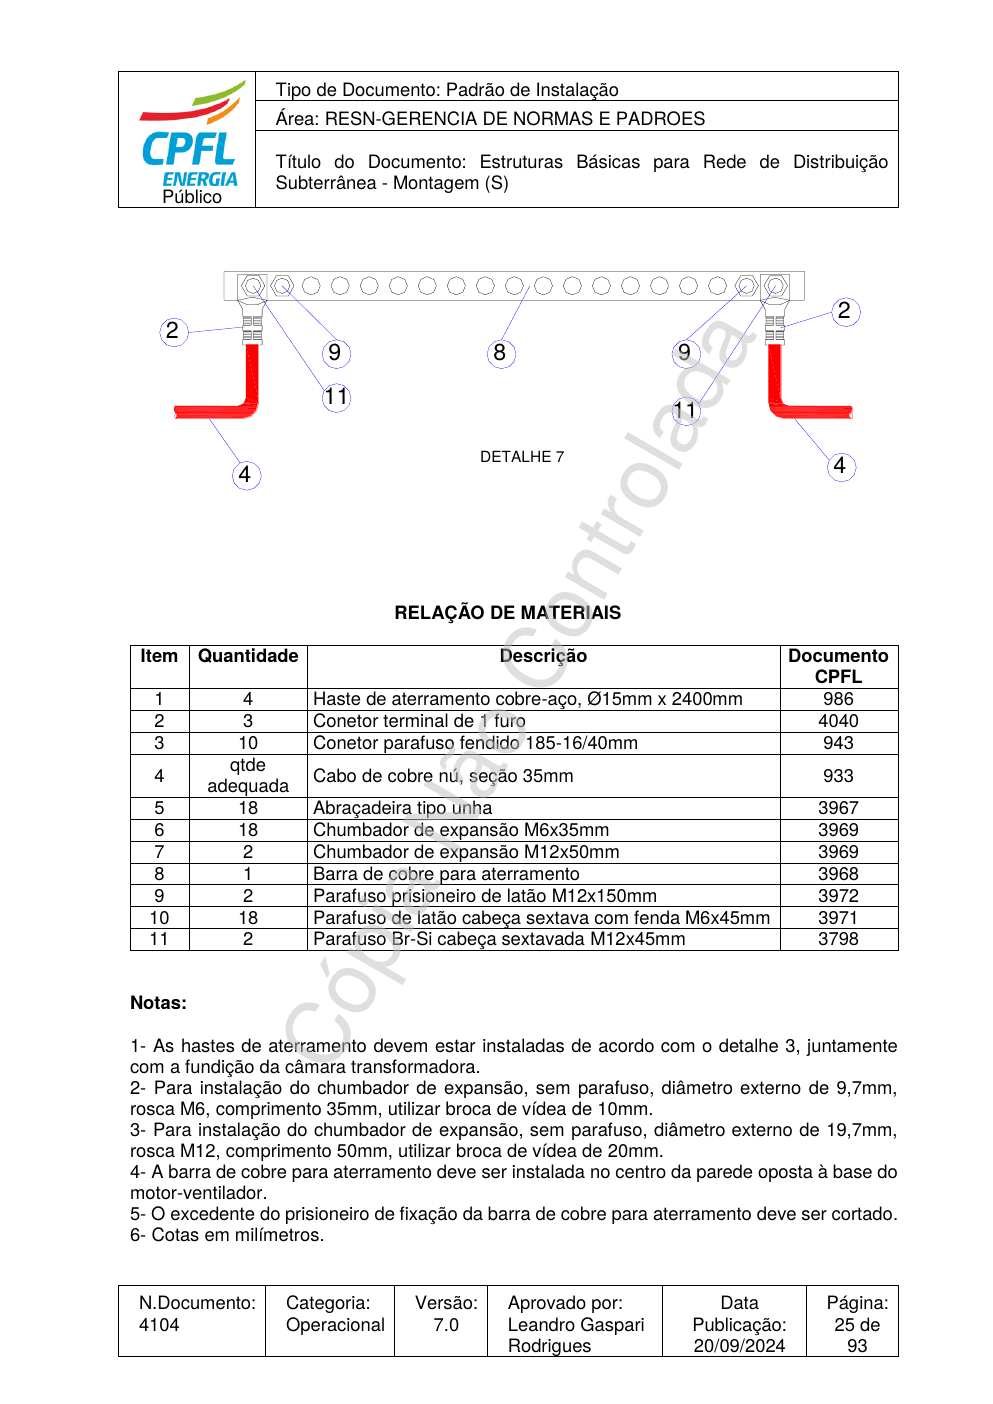 CPFL
ENERGIA
Público
Tipo de Documento: Padrão de Instalação
Área: RESN-GERENCIA DE NORMAS E PADROES
Título do Documento: Estruturas Básicas para Rede de Distribuição
Subterrânea - Montagem (S)
2
9
8
9
2
11
11
4
4
DETALHE 7
Cópia Não Controlada
RELAÇÃO DE MATERIAIS
Item Quantidade Descrição Documento
CPFL
1 4 Haste de aterramento cobre-aço, Ø15mm x 2400mm 986
2 3 Conetor terminal de 1 furo 4040
3 10 Conetor parafuso fendido 185-16/40mm 943
4 qtde adequada Cabo de cobre nú, seção 35mm 933
5 18 Abraçadeira tipo unha 3967
6 18 Chumbador de expansão M6x35mm 3969
7 2 Chumbador de expansão M12x50mm 3969
8 1 Barra de cobre para aterramento 3968
9 2 Parafuso prisioneiro de latão M12x150mm 3972
10 18 Parafuso de latão cabeça sextava com fenda M6x45mm 3971
11 2 Parafuso Br-Si cabeça sextavada M12x45mm 3798
Notas:
1- As hastes de aterramento devem estar instaladas de acordo com o detalhe 3, juntamente
com a fundição da câmara transformadora.
2- Para instalação do chumbador de expansão, sem parafuso, diâmetro externo de 9,7mm,
rosca M6, comprimento 35mm, utilizar broca de vídea de 10mm.
3- Para instalação do chumbador de expansão, sem parafuso, diâmetro externo de 19,7mm,
rosca M12, comprimento 50mm, utilizar broca de vídea de 20mm.
4- A barra de cobre para aterramento deve ser instalada no centro da parede oposta à base do
motor-ventilador.
5- O excedente do prisioneiro de fixação da barra de cobre para aterramento deve ser cortado.
6- Cotas em milímetros.
N.Documento: Categoria: Versão: Aprovado por: Data Página:
4104 Operacional 7.0 Leandro Gaspari Publicação: 25 de
Rodrigues 20/09/2024 93